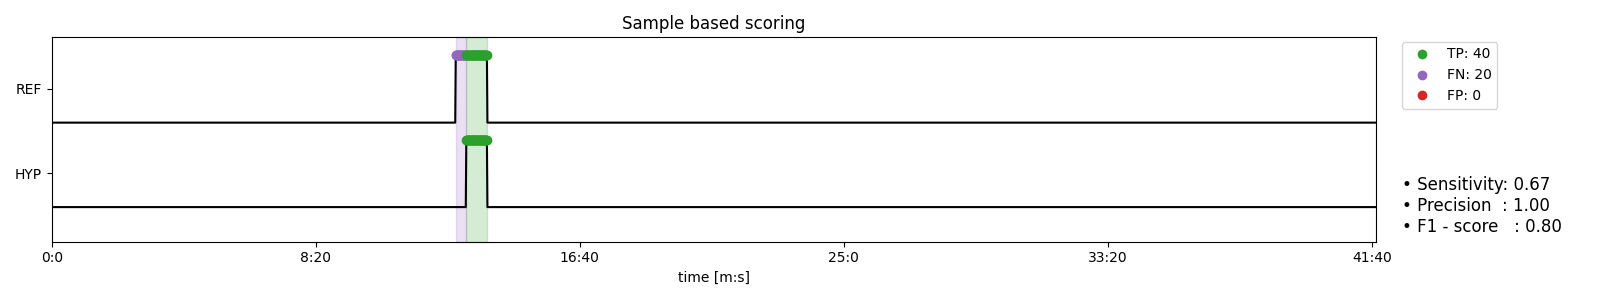 Sample based scoring
REF
HYP
0:0
8:20
16:40
25:0
33:20
41:40
time [m:s]
TP: 40
FN: 20
FP: 0
• Sensitivity: 0.67
• Precision  : 1.00
• F1 - score   : 0.80